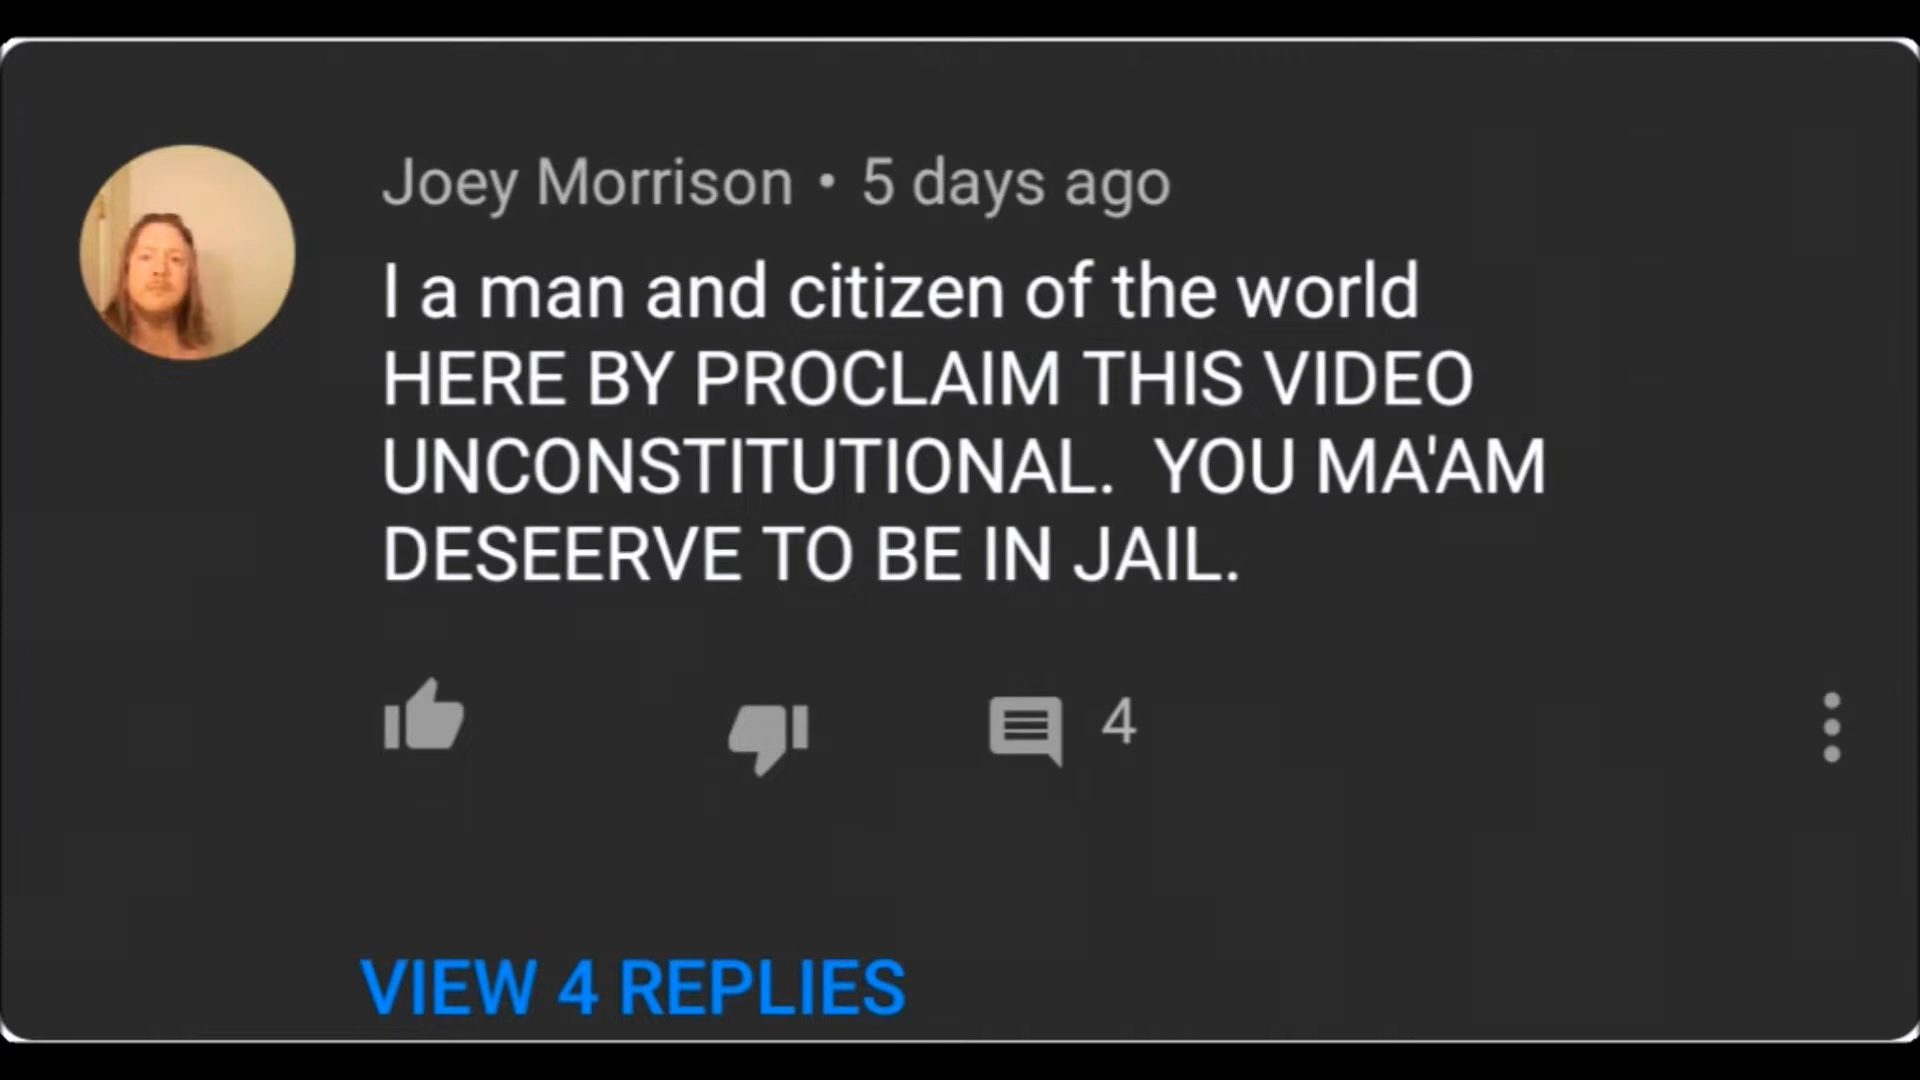 Joey Morrison • 5 days ago
I a man and citizen of the world
HERE BY PROCLAIM THIS VIDEO
UNCONSTITUTIONAL.  YOU MA'AM
DESEERVE TO BE IN JAIL.
4
VIEW 4 REPLIES